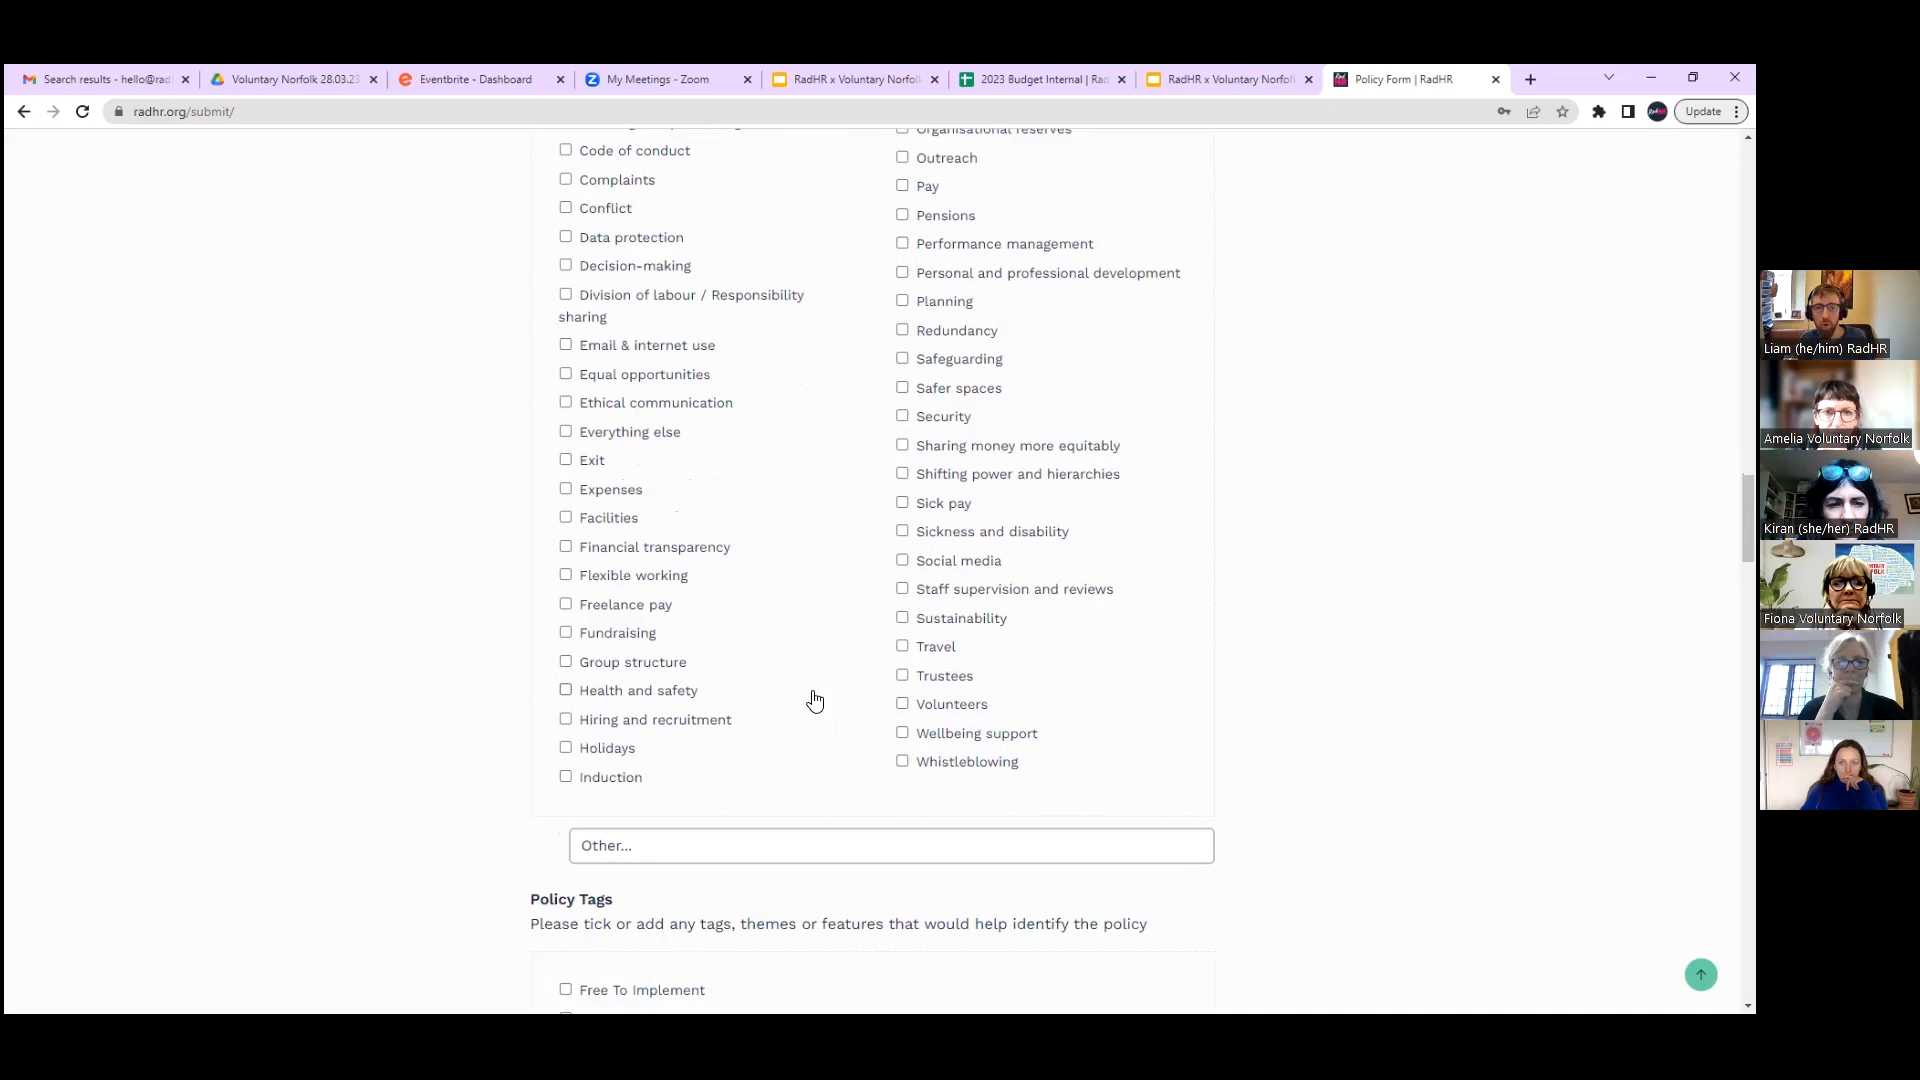 Search results - hello@rad
Voluntary Norfolk 28.03.23
Eventbrite - Dashboard
My Meetings - Zoom
RadHR x Voluntary Norfol
2023 Budget Internal | Rad
RadHR x Voluntary Norfol
Policy Form | RadHR
radhr.org/submit/
Update
Code of conduct
Complaints
Conflict
Data protection
Decision-making
Division of labour / Responsibility
sharing
Email & internet use
Equal opportunities
Ethical communication
Everything else
Exit
Expenses
Facilities
Financial transparency
Flexible working
Freelance pay
Fundraising
Group structure
Health and safety
Hiring and recruitment
Holidays
Induction
Organisational reserves
Outreach
Pay
Pensions
Performance management
Personal and professional development
Planning
Redundancy
Safeguarding
Safer spaces
Security
Sharing money more equitably
Shifting power and hierarchies
Sick pay
Sickness and disability
Social media
Staff supervision and reviews
Sustainability
Travel
Trustees
Volunteers
Wellbeing support
Whistleblowing
Other...
Policy Tags
Please tick or add any tags, themes or features that would help identify the policy
Free To Implement
Liam (he/him) RadHR
Amelia Voluntary Norfolk
Kiran (she/her) RadHR
Fiona Voluntary Norfolk